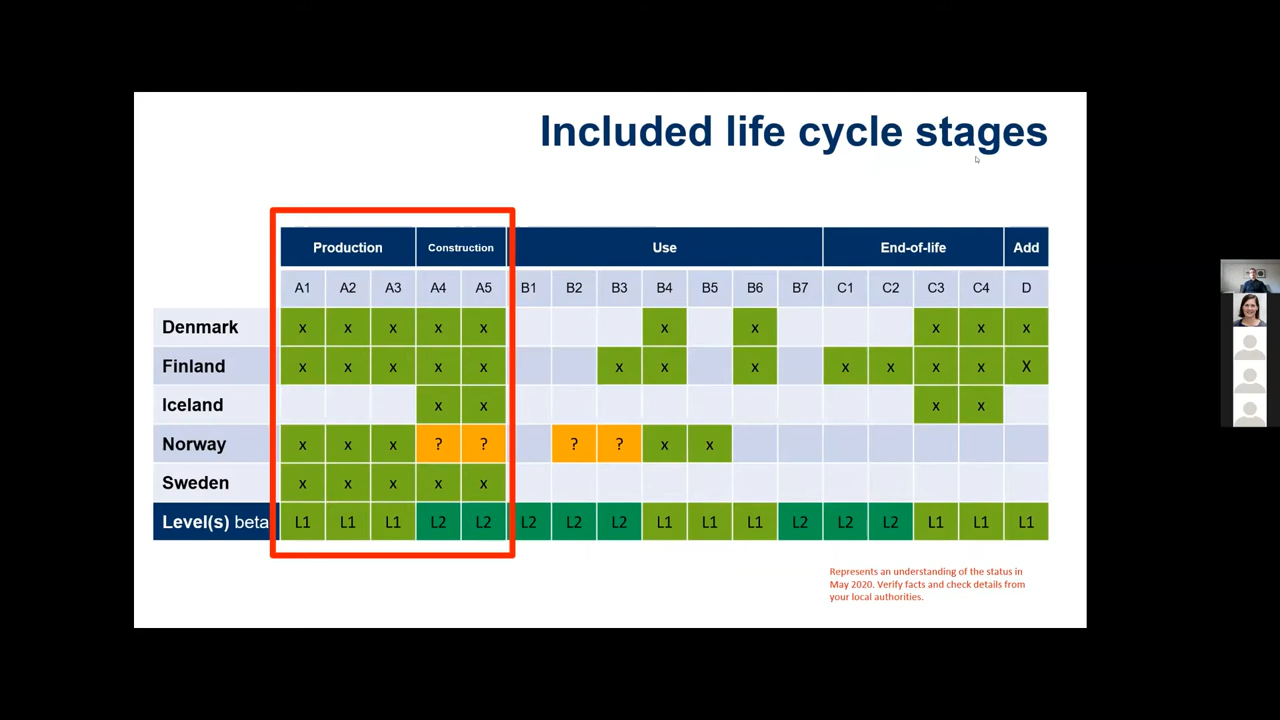 Included life cycle stages
Production Construction Use End-of-life Add
A1 A2 A3 A4 A5 B1 B2 B3 B4 B5 B6 B7 C1 C2 C3 C4 D
Denmark x x x x x x x x x x
Finland x x x x x x x x x x x x X
Iceland x x x x
Norway x x x ? ? ? ? x x
Sweden x x x x x
Level(s) beta L1 L1 L1 L2 L2 L2 L2 L2 L1 L1 L1 L2 L2 L2 L1 L1 L1
Represents an understanding of the status in
May 2020. Verify facts and check details from
your local authorities.